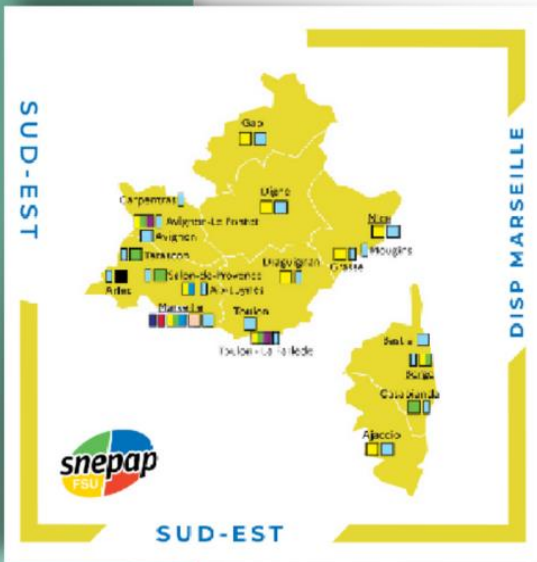 SUD-EST
DISP MARSEILLE
Gap
Carpentras
Digne
Avignon-Le Pontet
Nice
Avignon
Mougins
Tarascon
Grasse
Draguignan
Salon-de-Provence
Arles
Aix-Luynes
Marseille
Toulon
Toulon - La Farlède
Bastia
Borgo
Casabianda
Ajaccio
snepap
FSU
SUD-EST